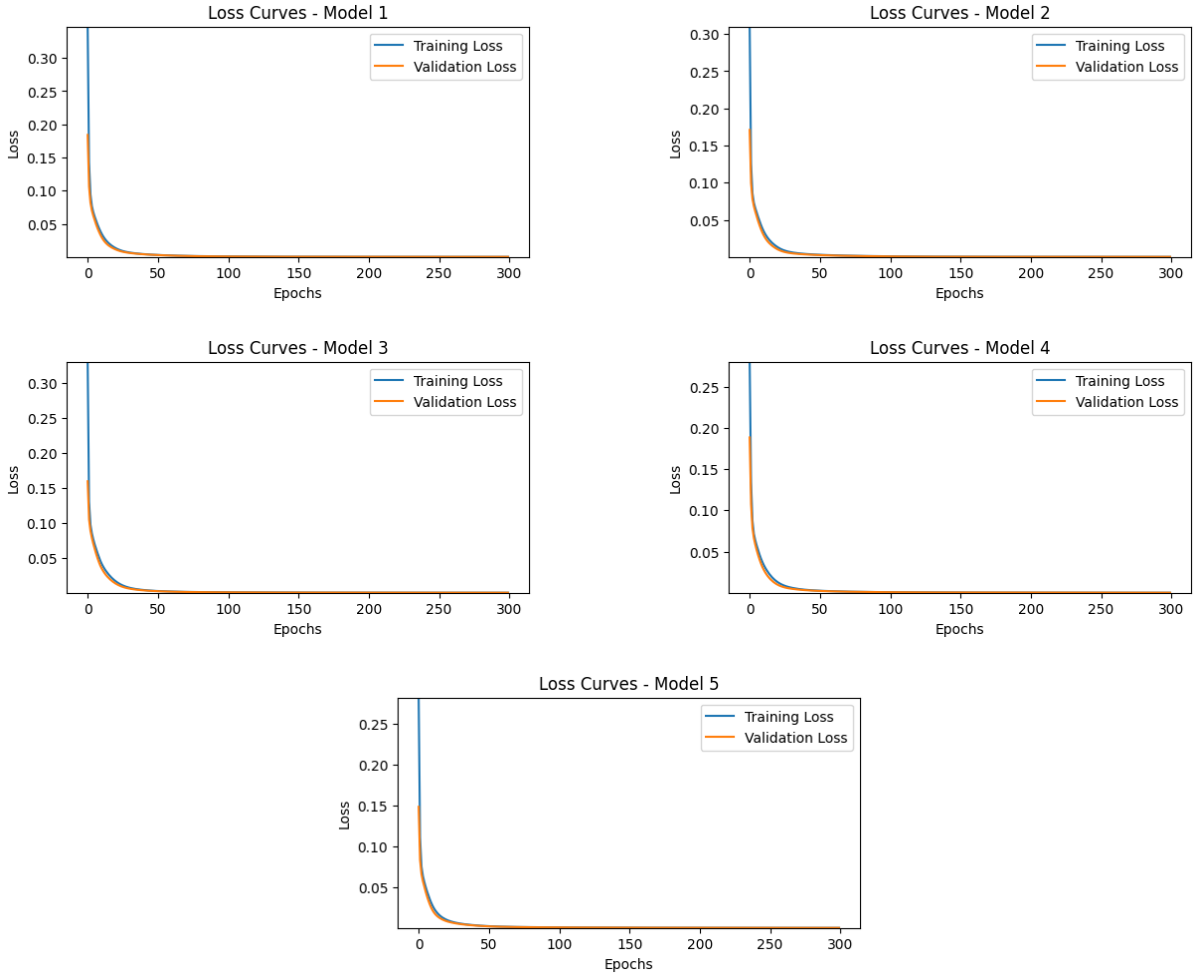 Loss Curves - Model 1
Training Loss
Validation Loss
0.30
0.25
0.20
0.15
0.10
0.05
Loss
0 50 100 150 200 250 300
Epochs
Loss Curves - Model 2
Training Loss
Validation Loss
0.30
0.25
0.20
0.15
0.10
0.05
Loss
0 50 100 150 200 250 300
Epochs
Loss Curves - Model 3
Training Loss
Validation Loss
0.30
0.25
0.20
0.15
0.10
0.05
Loss
0 50 100 150 200 250 300
Epochs
Loss Curves - Model 4
Training Loss
Validation Loss
0.25
0.20
0.15
0.10
0.05
Loss
0 50 100 150 200 250 300
Epochs
Loss Curves - Model 5
Training Loss
Validation Loss
0.25
0.20
0.15
0.10
0.05
Loss
0 50 100 150 200 250 300
Epochs